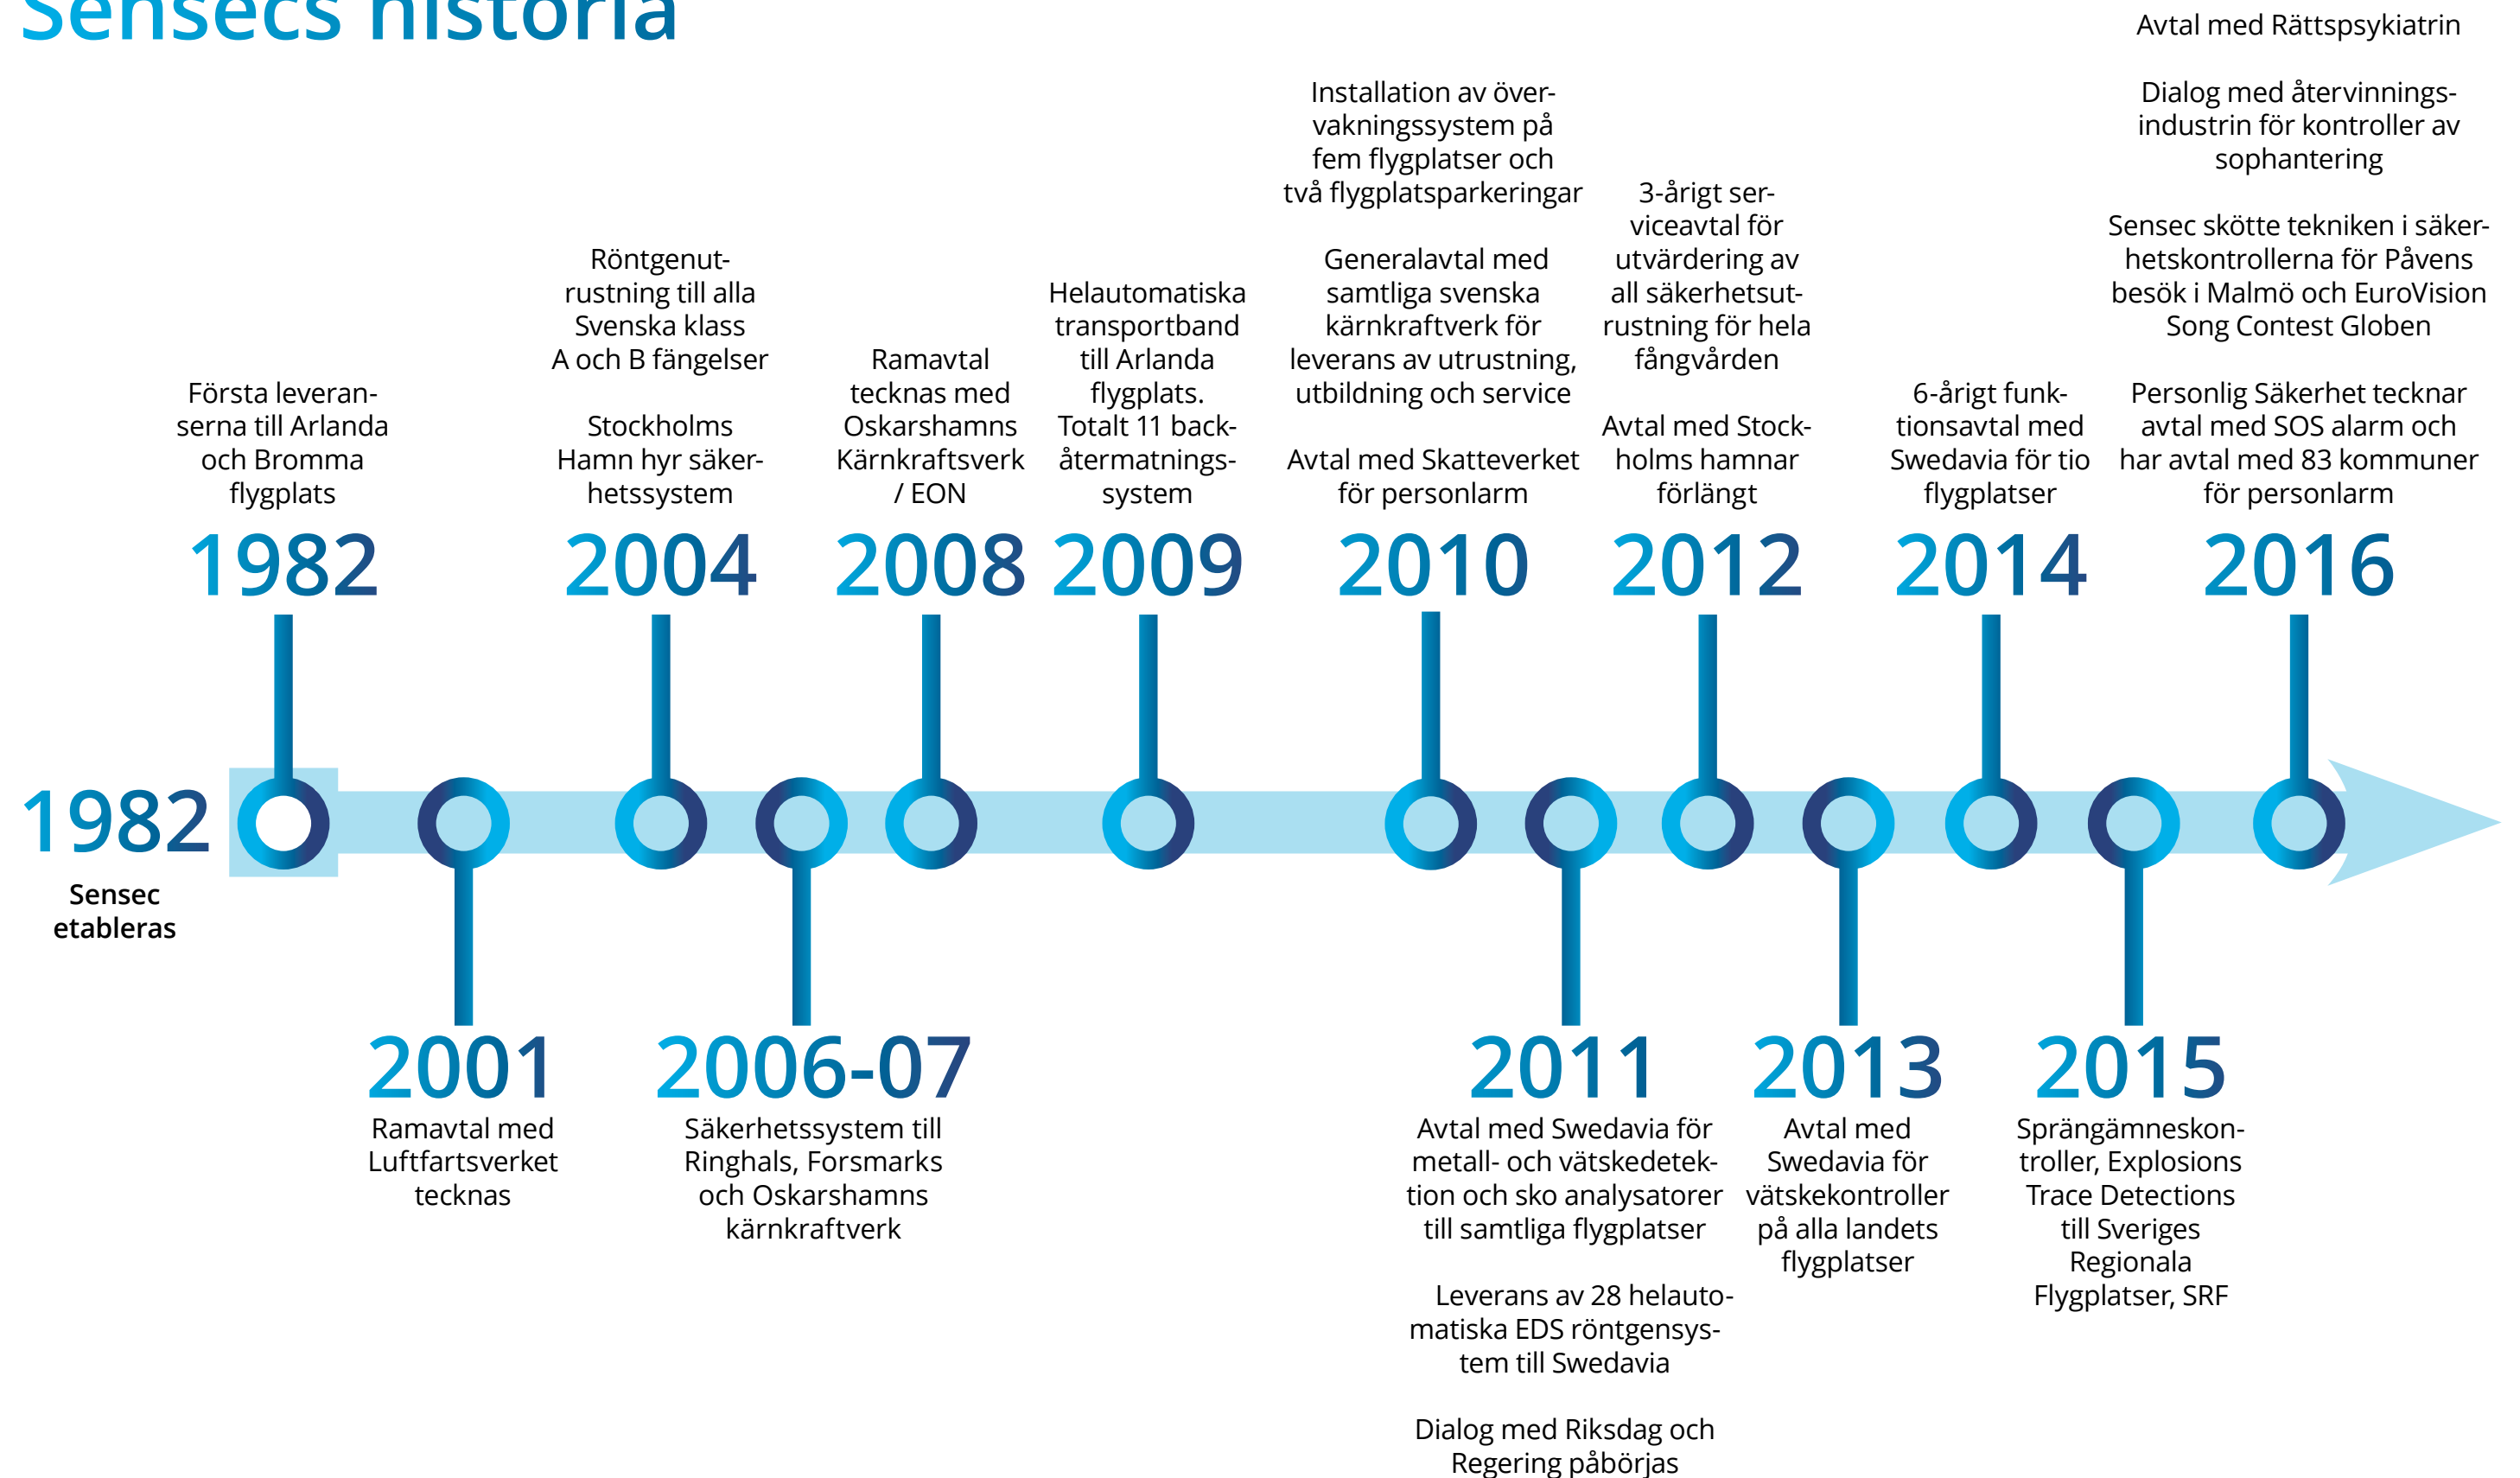 Sensecs historia
Första leveran-
serna till Arlanda
och Bromma
flygplats
1982
Röntgenut-
rustning till alla
Svenska klass
A och B fängelser
Stockholms
Hamn hyr säker-
hetssystem
2004
Ramavtal
tecknas med
Oskarshamns
Kärnkraftsverk
/ EON
2008
Helautomatiska
transportband
till Arlanda
flygplats.
Totalt 11 back-
återmatnings-
system
2009
Installation av över-
vakningssystem på
fem flygplatser och
två flygplatsparkeringar
Generalavtal med
samtliga svenska
kärnkraftverk för
leverans av utrustning,
utbildning och service
Avtal med Skatteverket
för personlarm
2010
3-årigt ser-
viceavtal för
utvärdering av
all säkerhetsut-
rustning för hela
fångvården
Avtal med Stock-
holms hamnar
förlängt
2012
6-årigt funk-
tionsavtal med
Swedavia för tio
flygplatser
2014
Avtal med Rättspsykiatrin
Dialog med återvinnings-
industrin för kontroller av
sophantering
Sensec skötte tekniken i säker-
hetskontrollerna för Påvens
besök i Malmö och EuroVision
Song Contest Globen
Personlig Säkerhet tecknar
avtal med SOS alarm och
har avtal med 83 kommuner
för personlarm
2016
1982
Sensec
etableras
2001
Ramavtal med
Luftfartsverket
tecknas
2006-07
Säkerhetssystem till
Ringhals, Forsmarks
och Oskarshamns
kärnkraftverk
2011
Avtal med Swedavia för
metall- och vätskedetek-
tion och sko analysatorer
till samtliga flygplatser
Leverans av 28 helauto-
matiska EDS röntgensys-
tem till Swedavia
Dialog med Riksdag och
Regering påbörjas
2013
Avtal med
Swedavia för
vätskekontroller
på alla landets
flygplatser
2015
Sprängämneskon-
troller, Explosions
Trace Detections
till Sveriges
Regionala
Flygplatser, SRF